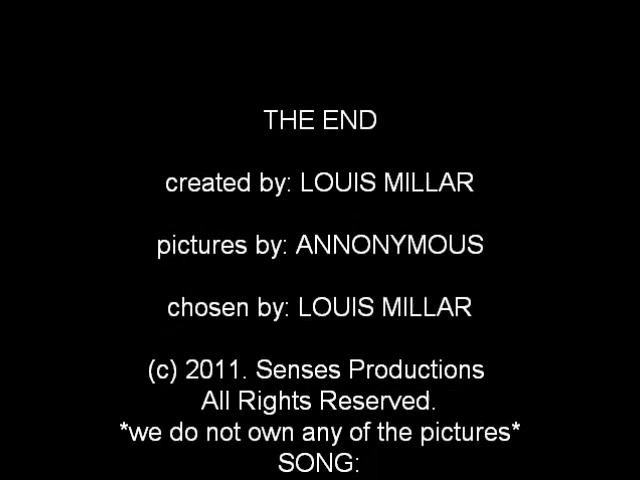 THE END
created by: LOUIS MILLAR
pictures by: ANNONYMOUS
chosen by: LOUIS MILLAR
(c) 2011. Senses Productions
All Rights Reserved.
*we do not own any of the pictures*
SONG: